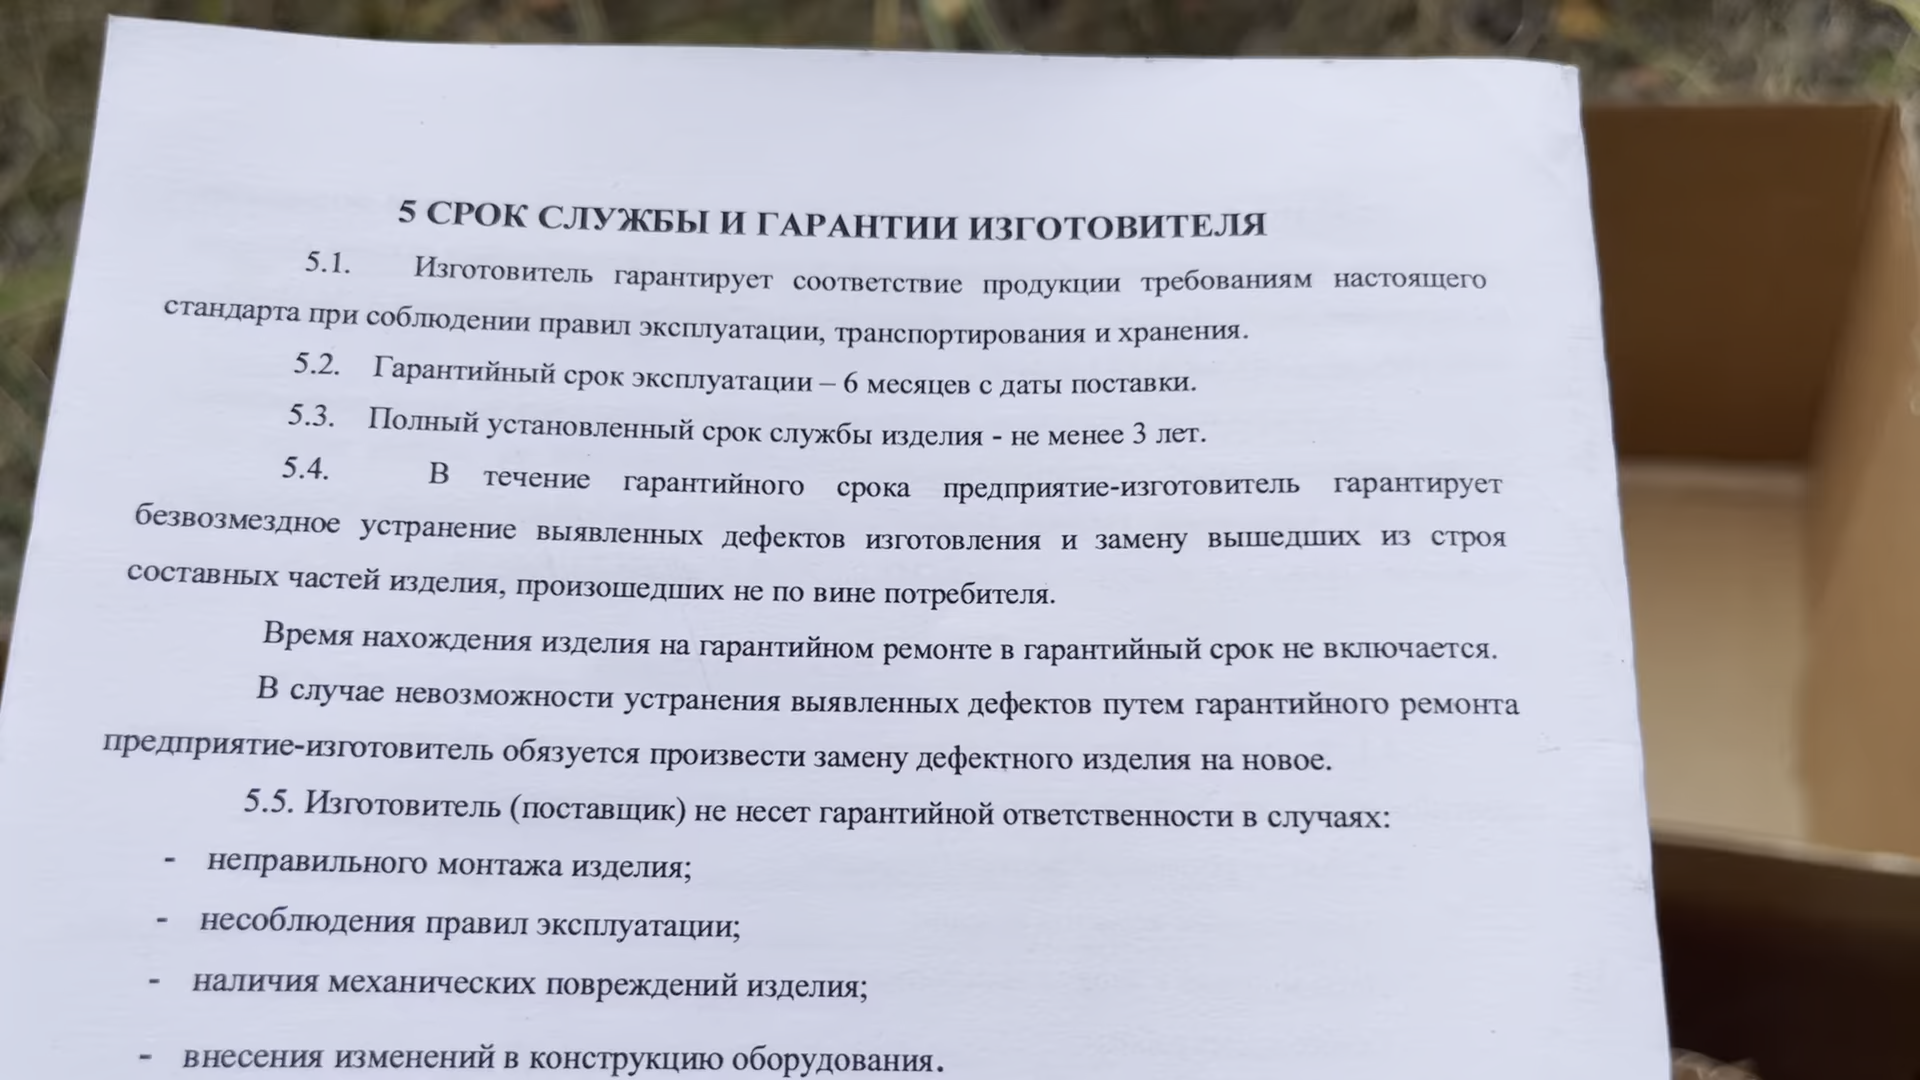 5 СРОК СЛУЖБЫ И ГАРАНТИИ ИЗГОТОВИТЕЛЯ
5.1. Изготовитель гарантирует соответствие продукции требованиям настоящего
стандарта при соблюдении правил эксплуатации, транспортирования и хранения.
5.2. Гарантийный срок эксплуатации – 6 месяцев с даты поставки.
5.3. Полный установленный срок службы изделия - не менее 3 лет.
5.4. В течение гарантийного срока предприятие-изготовитель гарантирует
безвозмездное устранение выявленных дефектов изготовления и замену вышедших из строя
составных частей изделия, произошедших не по вине потребителя.
Время нахождения изделия на гарантийном ремонте в гарантийный срок не включается.
В случае невозможности устранения выявленных дефектов путем гарантийного ремонта
предприятие-изготовитель обязуется произвести замену дефектного изделия на новое.
5.5. Изготовитель (поставщик) не несет гарантийной ответственности в случаях:
- неправильного монтажа изделия;
- несоблюдения правил эксплуатации;
- наличия механических повреждений изделия;
- внесения изменений в конструкцию оборудования.